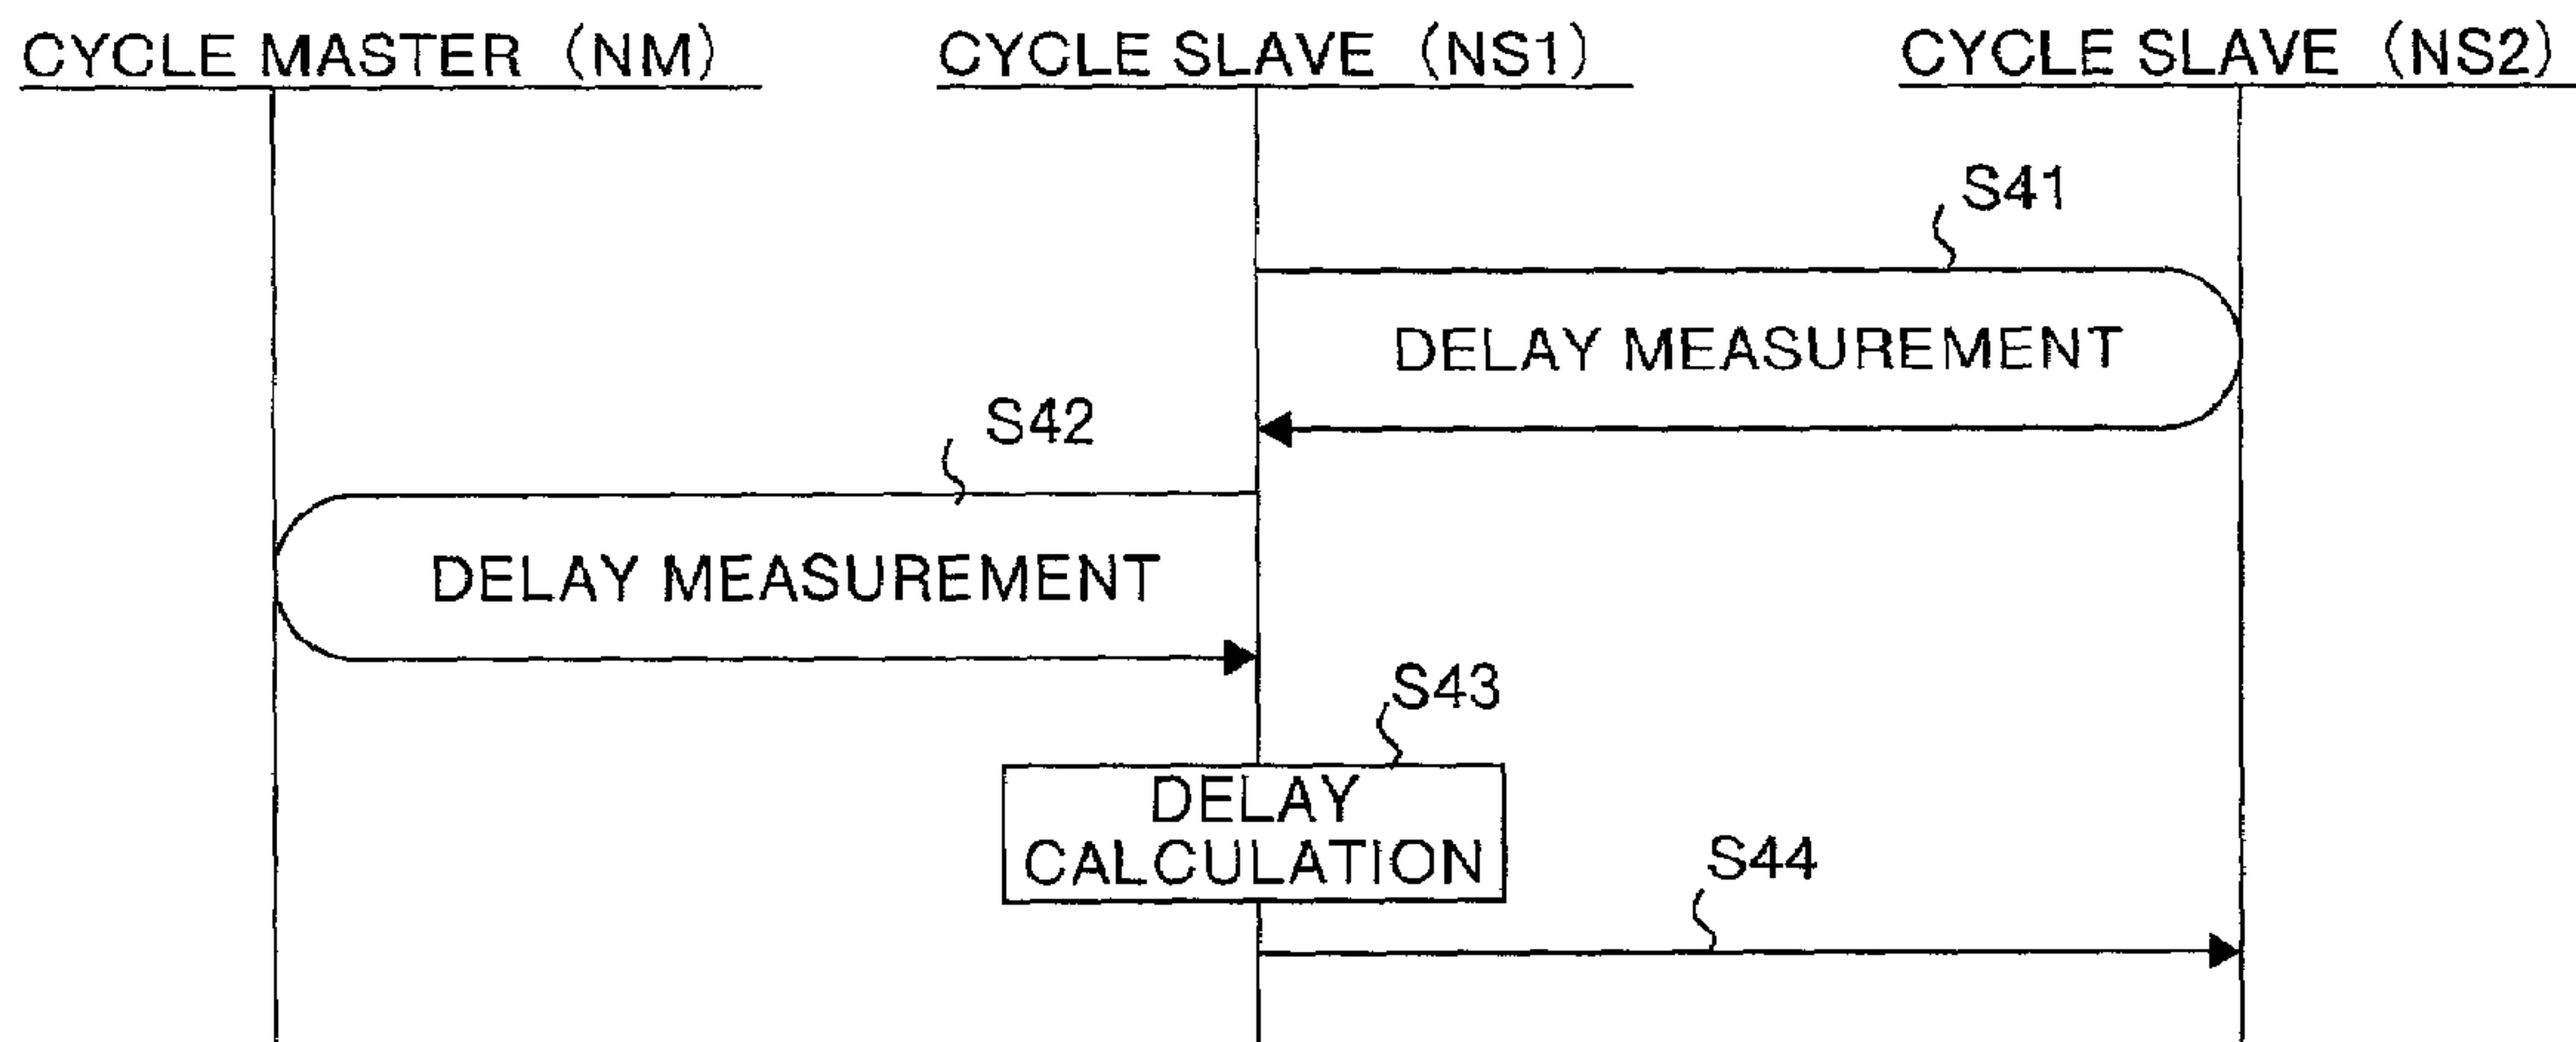 CYCLE MASTER (NM)
CYCLE SLAVE (NS1)
CYCLE SLAVE (NS2)
S41
DELAY MEASUREMENT
S42
DELAY MEASUREMENT
S43
DELAY
CALCULATION
S44